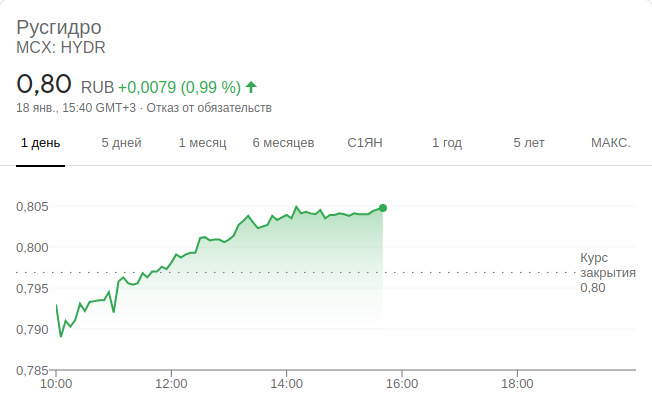 Русгидро
MCX: HYDR
0,80 RUB +0,0079 (0,99 %)
18 янв., 15:40 GMT+3 · Отказ от обязательств
1 день 5 дней 1 месяц 6 месяцев С1ЯН 1 год 5 лет МАКС.
0,805
0,800
Курс
закрытия
0,80
0,795
0,790
0,785
10:00 12:00 14:00 16:00 18:00